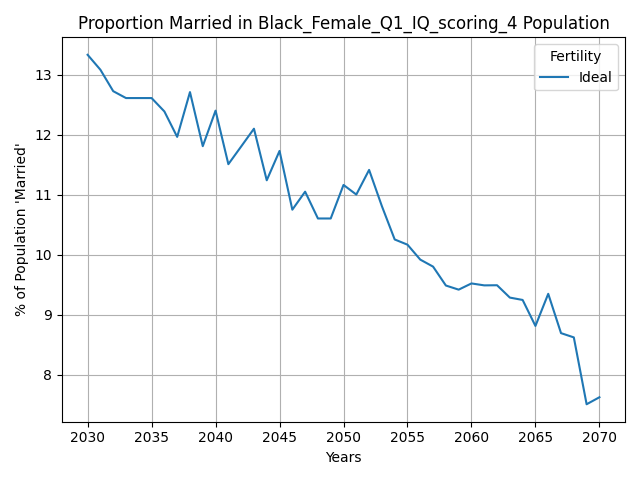 Proportion Married in Black_Female_Q1_IQ_scoring_4 Population
Fertility
Ideal
% of Population 'Married'
13
12
11
10
9
8
2030 2035 2040 2045 2050 2055 2060 2065 2070
Years